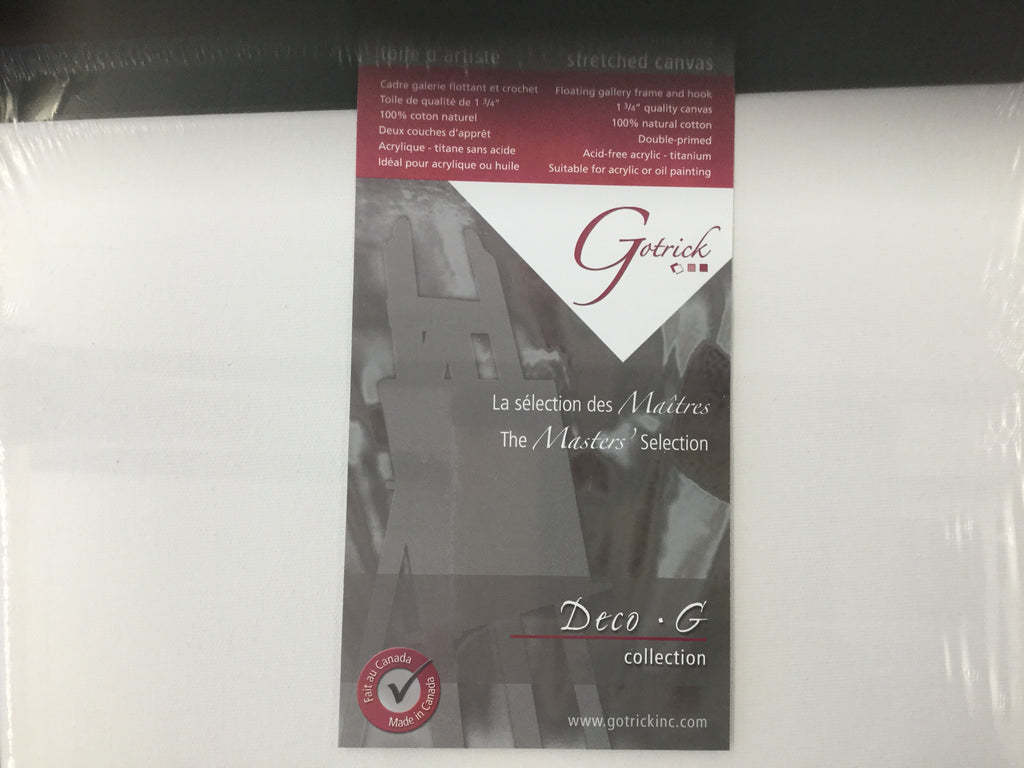 toile d'artiste
stretched canvas
Cadre galerie flottant et crochet
Toile de qualité de 1 3/4"
100% coton naturel
Deux couches d'apprêt
Acrylique - titane sans acide
Idéal pour acrylique ou huile
Floating gallery frame and hook
1 3/4" quality canvas
100% natural cotton
Double-primed
Acid-free acrylic - titanium
Suitable for acrylic or oil painting
Gotrick
La sélection des Maîtres
The Masters' Selection
Deco · G
collection
Fait au Canada
Made in Canada
www.gotrickinc.com